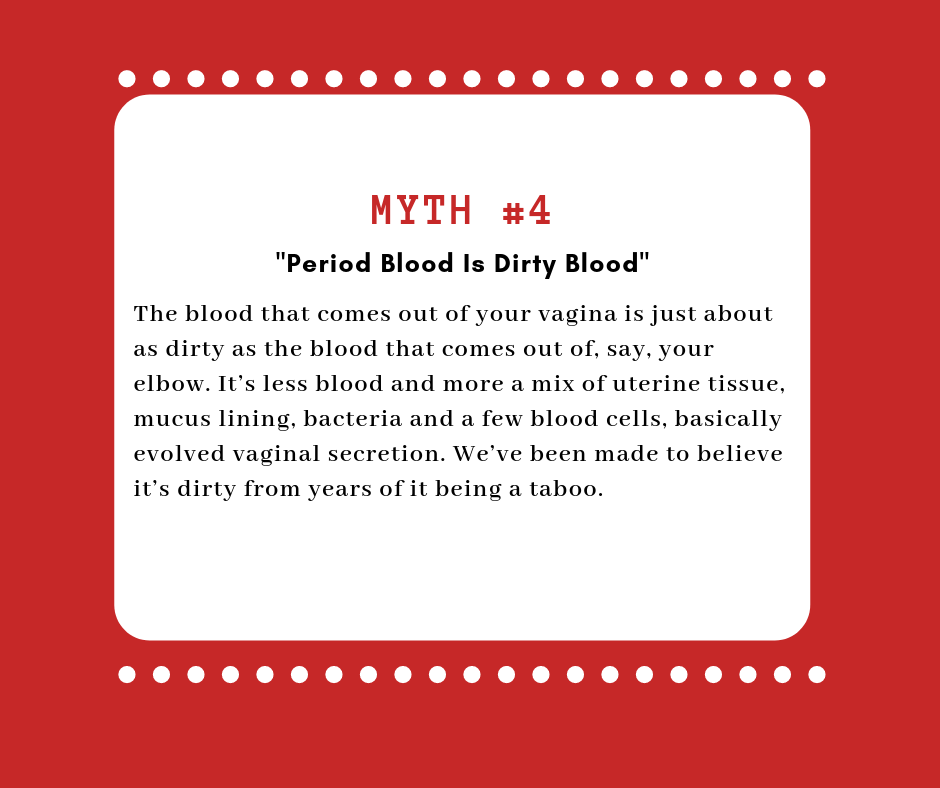 MYTH #4
"Period Blood Is Dirty Blood"
The blood that comes out of your vagina is just about
as dirty as the blood that comes out of, say, your
elbow. It’s less blood and more a mix of uterine tissue,
mucus lining, bacteria and a few blood cells, basically
evolved vaginal secretion. We’ve been made to believe
it’s dirty from years of it being a taboo.